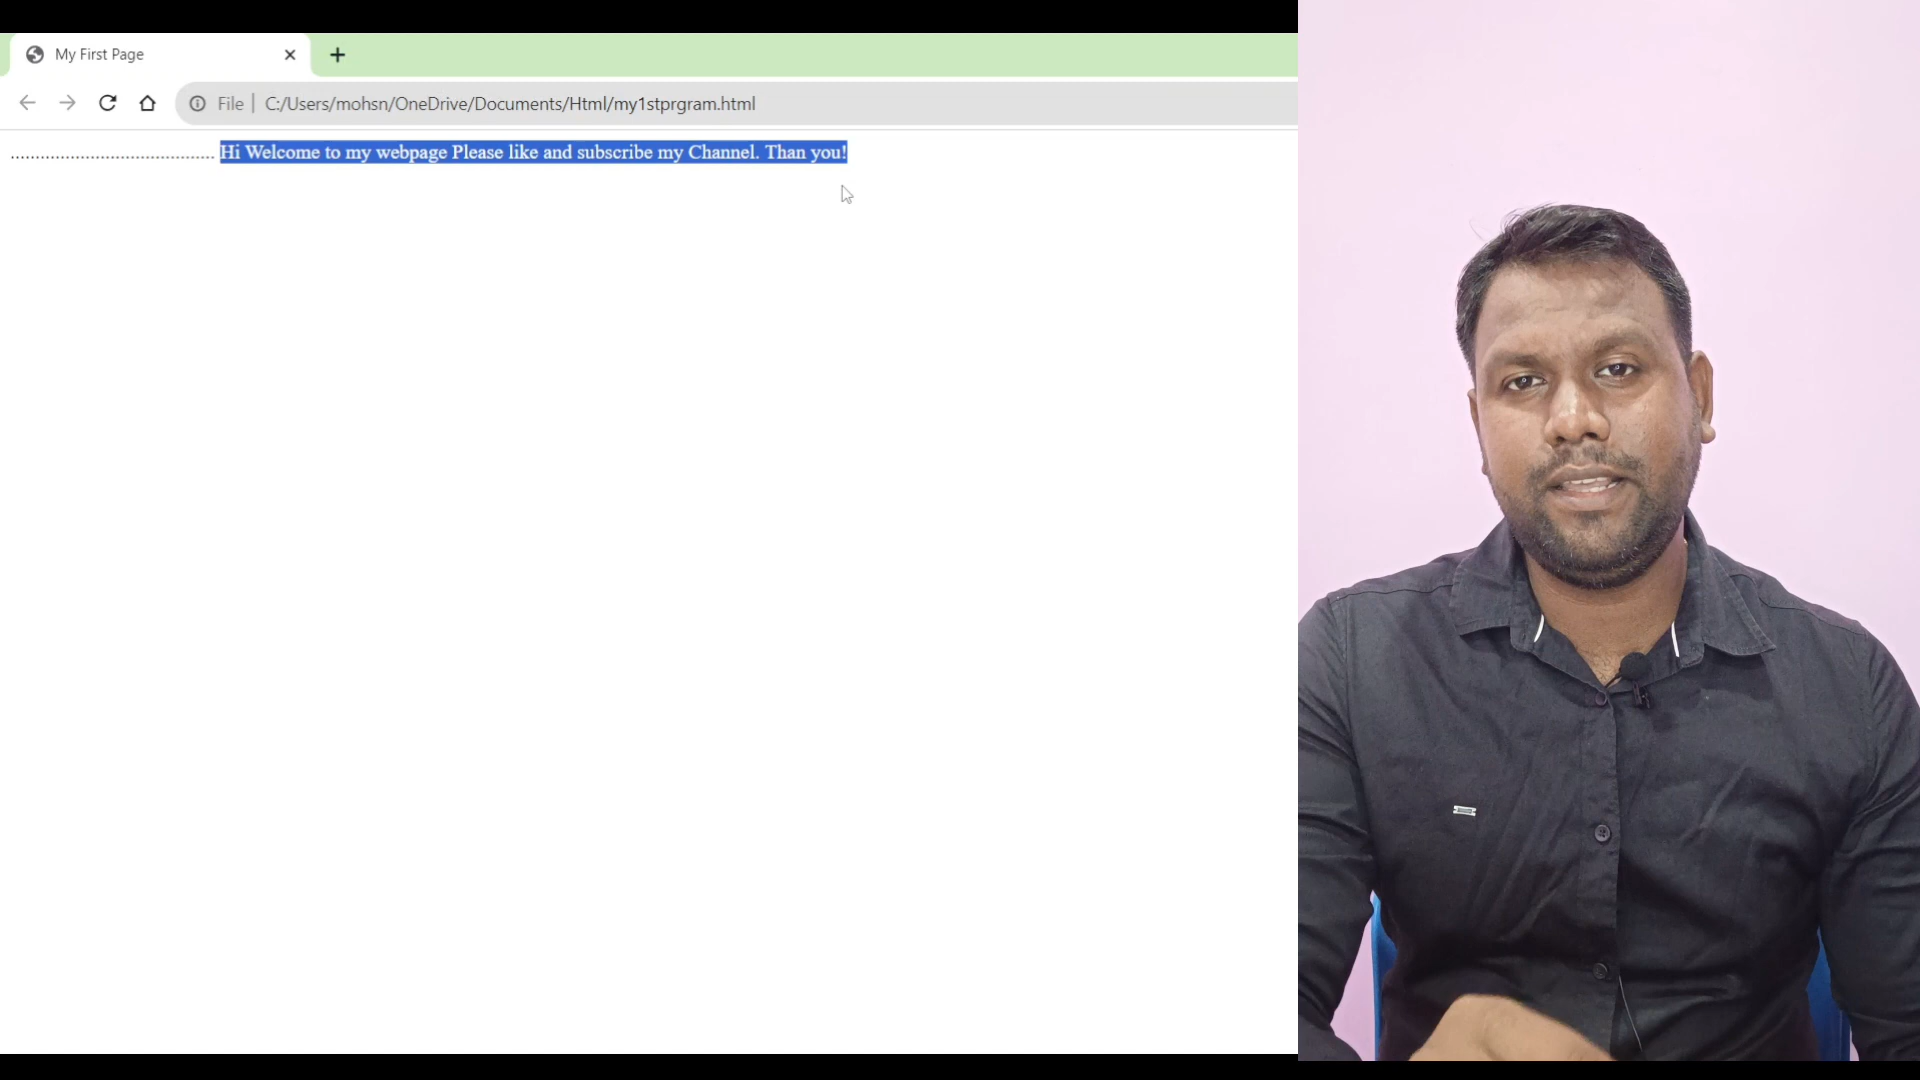 My First Page
File | C:/Users/mohsn/OneDrive/Documents/Html/my1stprgram.html
......................................... Hi Welcome to my webpage Please like and subscribe my Channel. Than you!